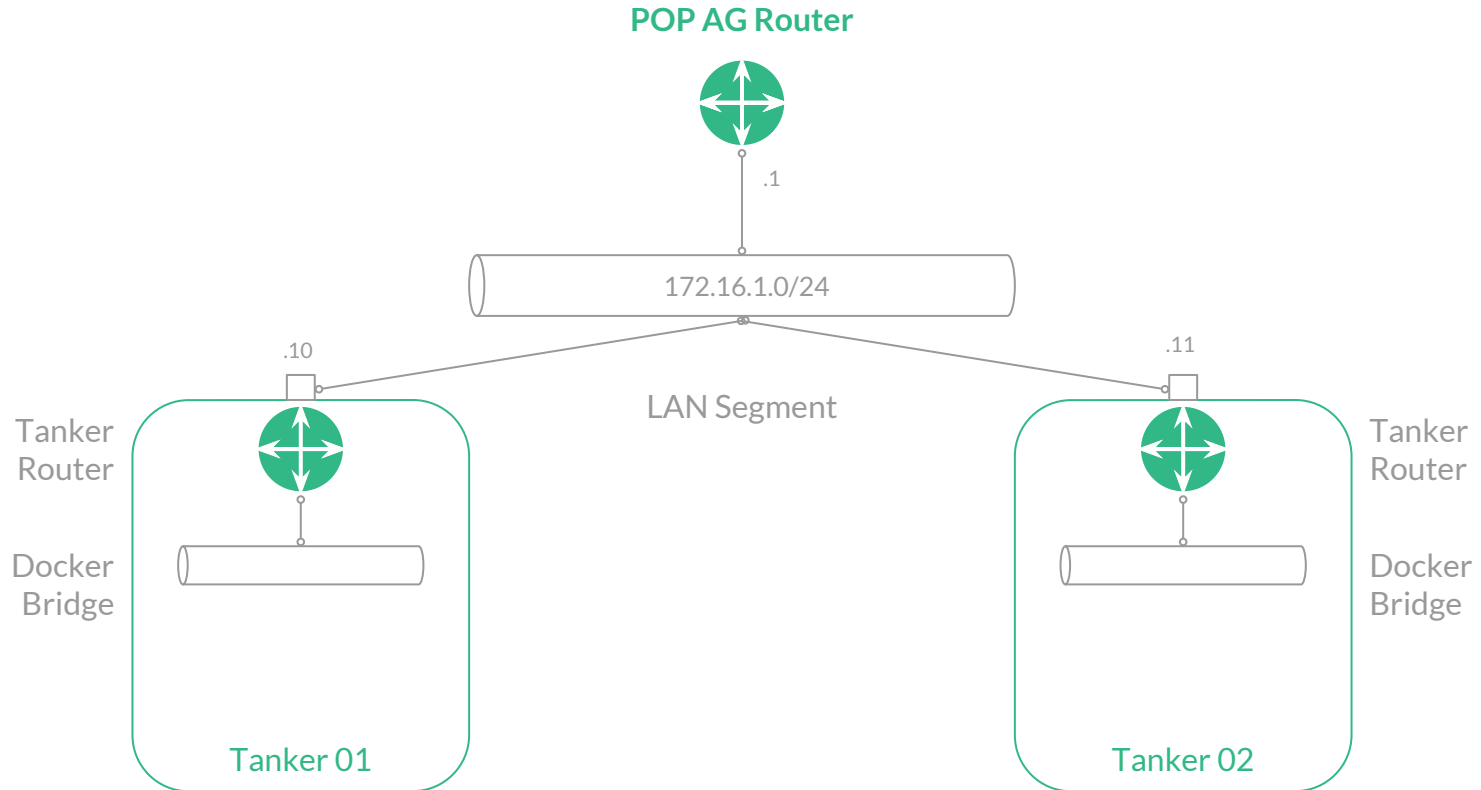 POP AG Router
.1
172.16.1.0/24
.10
.11
LAN Segment
Tanker
Router
Tanker
Router
Docker
Bridge
Docker
Bridge
Tanker 01
Tanker 02